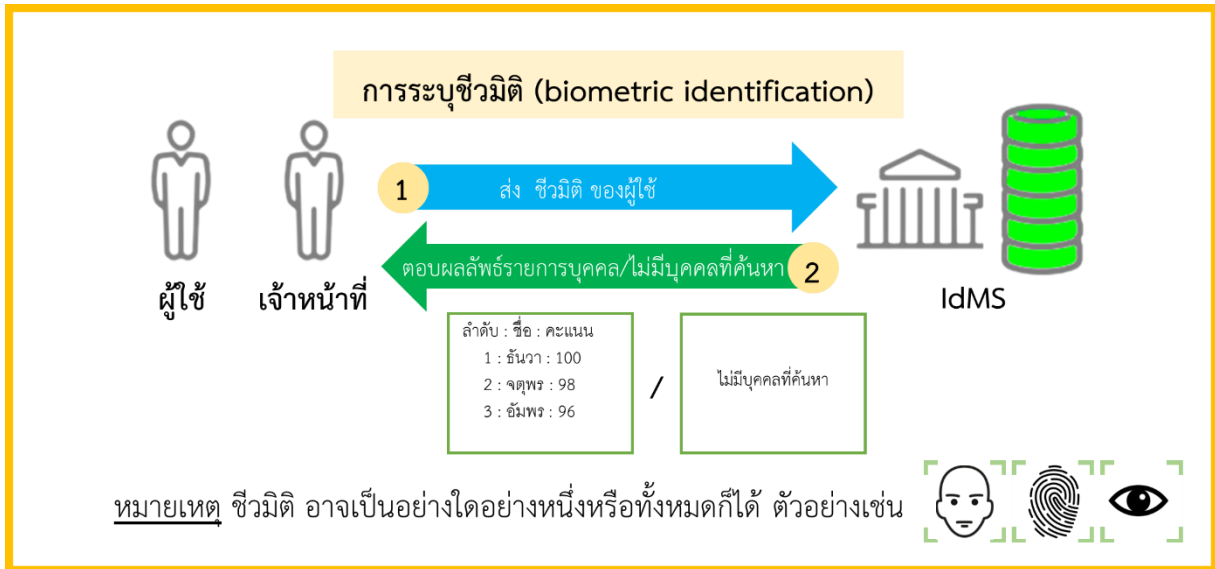 การระบุชีวมิติ (biometric identification)
1
ส่ง ชีวมิติ ของผู้ใช้
ตอบผลลัพธ์รายการบุคคล/ไม่มีบุคคลที่ค้นหา
2
ผู้ใช้
เจ้าหน้าที่
IdMS
ลำดับ : ชื่อ : คะแนน
1 : ธันวา : 100
2 : จตุพร : 98
3 : อัมพร : 96
/
ไม่มีบุคคลที่ค้นหา
หมายเหตุ ชีวมิติ อาจเป็นอย่างใดอย่างหนึ่งหรือทั้งหมดก็ได้ ตัวอย่างเช่น